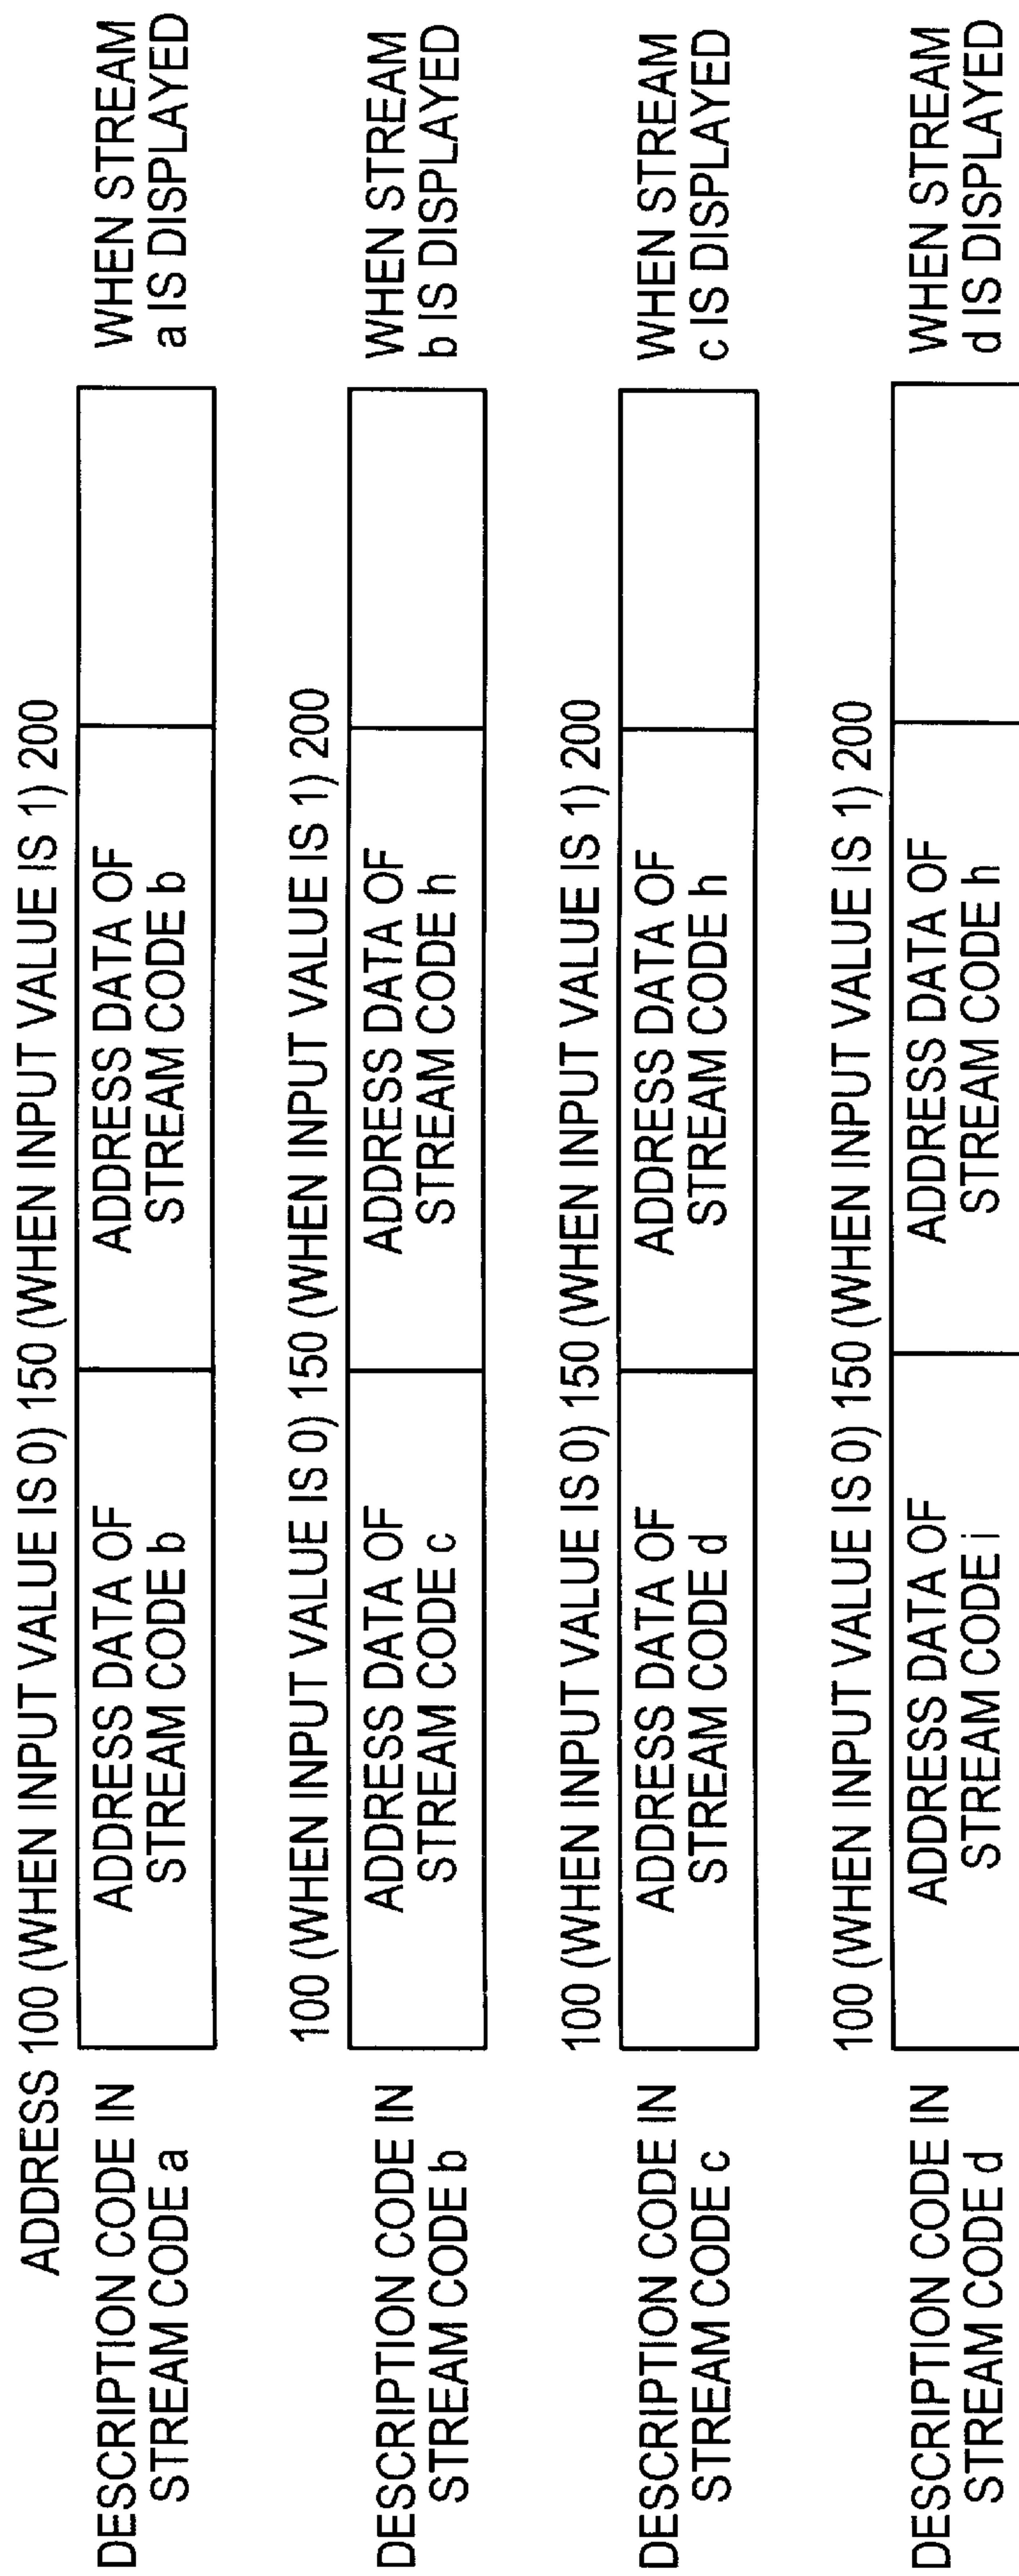 ADDRESS 100 (WHEN INPUT VALUE IS 0) 150 (WHEN INPUT VALUE IS 1) 200
DESCRIPTION CODE IN
STREAM CODE a
ADDRESS DATA OF
STREAM CODE b
ADDRESS DATA OF
STREAM CODE b
WHEN STREAM
a IS DISPLAYED
100 (WHEN INPUT VALUE IS 0) 150 (WHEN INPUT VALUE IS 1) 200
DESCRIPTION CODE IN
STREAM CODE b
ADDRESS DATA OF
STREAM CODE c
ADDRESS DATA OF
STREAM CODE h
WHEN STREAM
b IS DISPLAYED
100 (WHEN INPUT VALUE IS 0) 150 (WHEN INPUT VALUE IS 1) 200
DESCRIPTION CODE IN
STREAM CODE c
ADDRESS DATA OF
STREAM CODE d
ADDRESS DATA OF
STREAM CODE h
WHEN STREAM
c IS DISPLAYED
100 (WHEN INPUT VALUE IS 0) 150 (WHEN INPUT VALUE IS 1) 200
DESCRIPTION CODE IN
STREAM CODE d
ADDRESS DATA OF
STREAM CODE i
ADDRESS DATA OF
STREAM CODE h
WHEN STREAM
d IS DISPLAYED